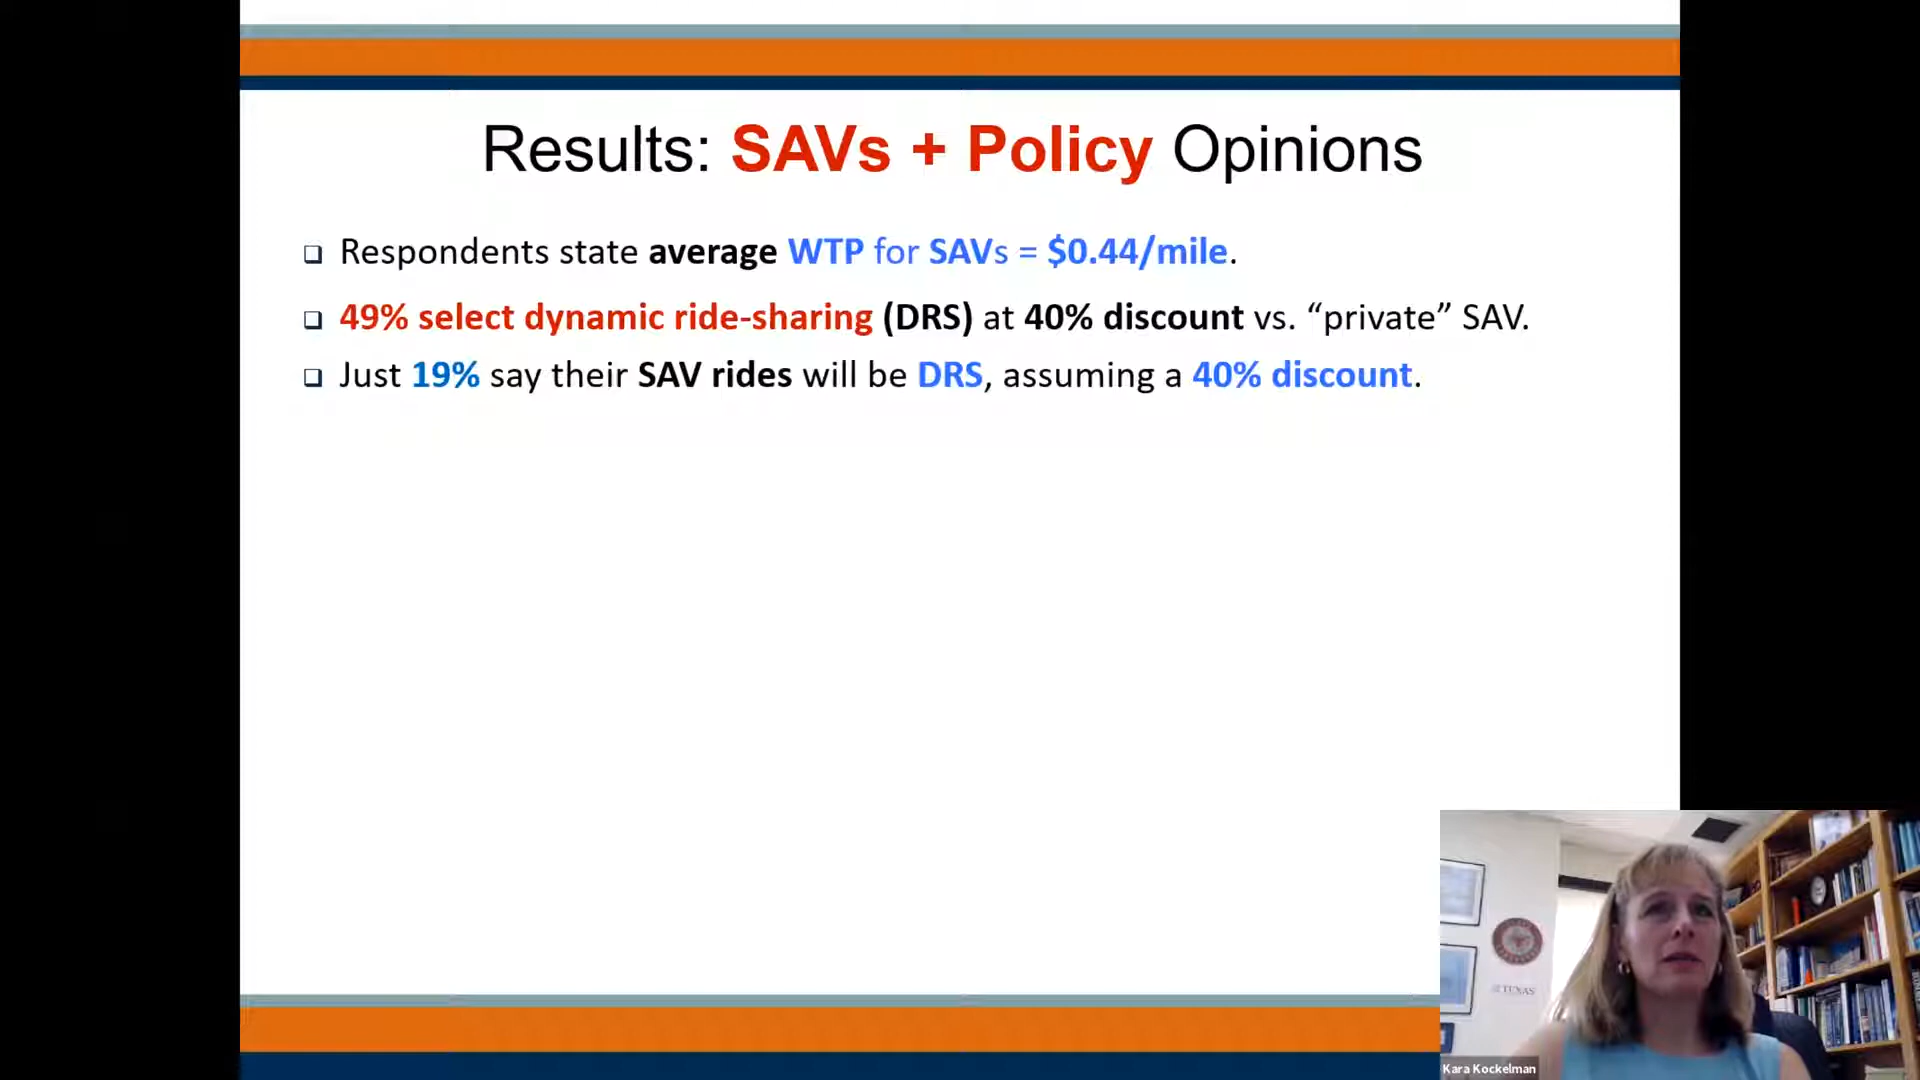 Results: SAVs + Policy Opinions
❑ Respondents state average WTP for SAVs = $0.44/mile.
❑ 49% select dynamic ride-sharing (DRS) at 40% discount vs. “private” SAV.
❑ Just 19% say their SAV rides will be DRS, assuming a 40% discount.
TEXAS
Kara Kockelman